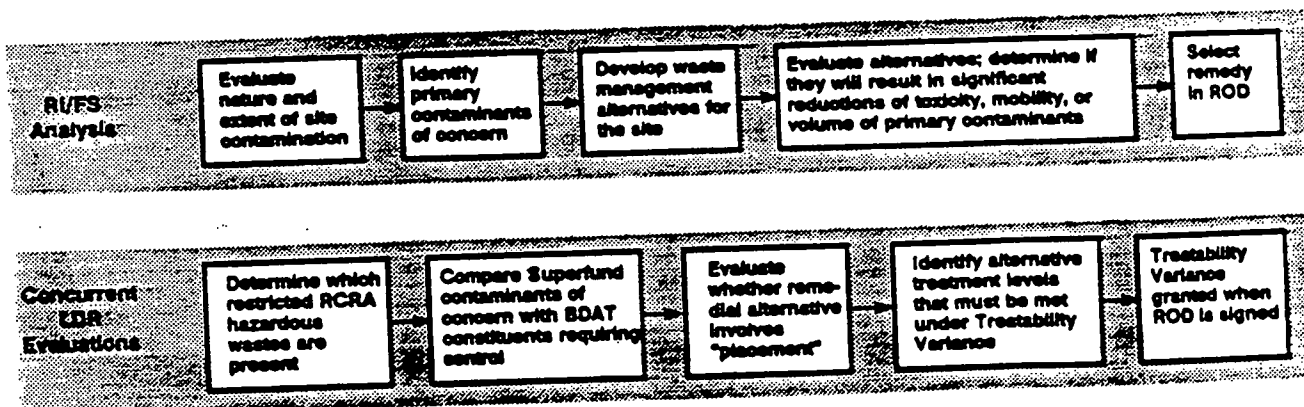 RI/FS
Analysis
Evaluate
nature and
extent of site
contamination
Identify
primary
contaminants
of concern
Develop waste
management
alternatives for
the site
Evaluate alternatives; determine if
they will result in significant
reductions of toxicity, mobility, or
volume of primary contaminants
Select
remedy
in ROD
Concurrent
LDR
Evaluations
Determine which
restricted RCRA
hazardous
wastes are
present
Compare Superfund
contaminants of
concern with BDAT
constituents requiring
control
Evaluate
whether reme-
dial alternative
involves
"placement"
Identify alternative
treatment levels
that must be met
under Treatability
Variance
Treatability
Variance
granted when
ROD is signed